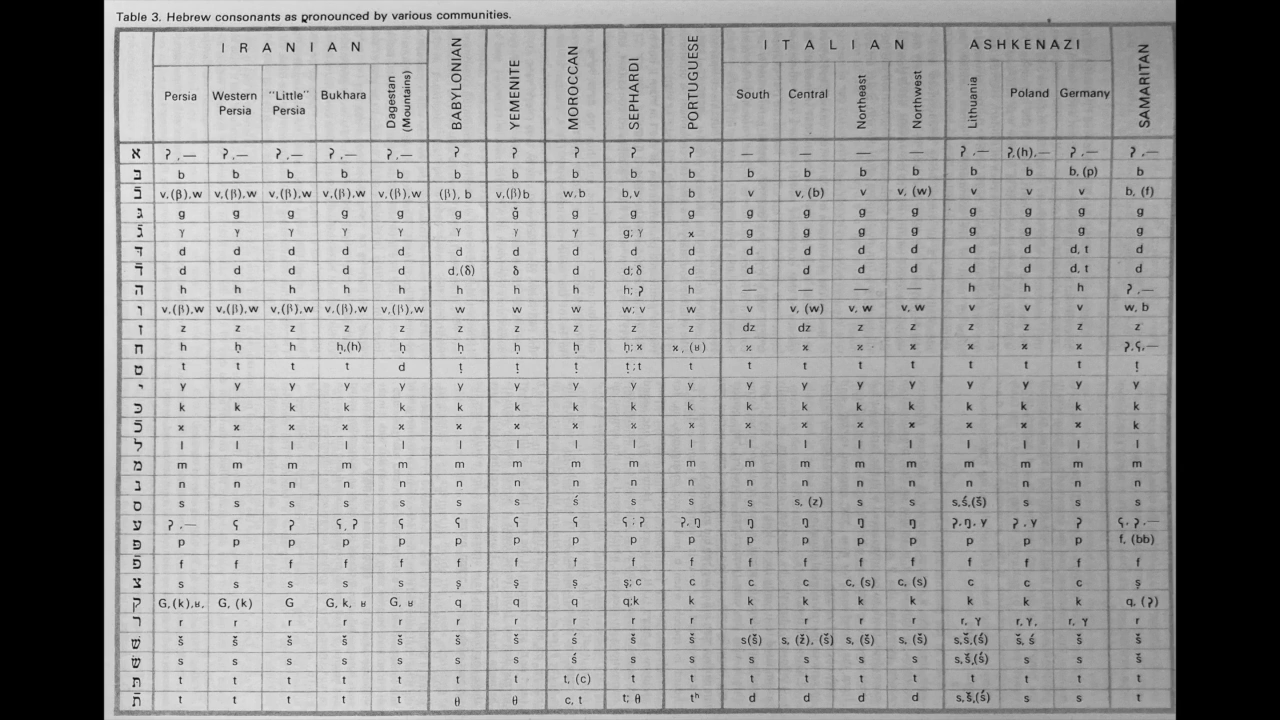 Table 3. Hebrew consonants as pronounced by various communities.
IRANIAN BABYLONIAN YEMENITE MOROCCAN SEPHARDI PORTUGUESE ITALIAN ASHKENAZI SAMARITAN
Persia Western Persia "Little" Persia Bukhara Dagestan (Mountains) South Central Northeast Northwest Lithuania Poland Germany
א ʔ,— ʔ,— ʔ,— ʔ,— ʔ,— ʔ ʔ ʔ ʔ ʔ — — — — ʔ,— ʔ,(h),— ʔ,— ʔ,—
בּ b b b b b b b b b b b b b b b b b, (p) b
ב̄ v,(β),w v,(β),w v,(β),w v,(β),w v,(β),w (β), b v,(β)b w,b b,v b v v, (b) v v, (w) v v v b, (f)
גּ g g g g g g ǧ g g g g g g g g g g g
ג̄ γ γ γ γ γ γ γ γ g; γ x g g g g g g g g
דּ d d d d d d d d d d d d d d d d d, t d
ד̄ d d d d d d,(δ) δ d d; δ d d d d d d d d, t d
ה h h h h h h h h h; ʔ h — — — — h h h ʔ,—
ו v,(β),w v,(β),w v,(β),w v,(β),w v,(β),w w w w w; v w v v, (w) v, w v, w v v v w, b
ז z z z z z z z z z z dz dz z z z z z z
ח h ḥ h ḥ,(h) ḥ ḥ ḥ ḥ ḥ; x x, (ʁ) x x x x x x x ʔ,ʕ,—
ט t t t t d ṭ ṭ ṭ ṭ;t t t t t t t t t ṭ
י y y y y y y y y y y y y y y y y y y
כּ k k k k k k k k k k k k k k k k k k
כ̄ x x x x x x x x x x x x x x x x x k
ל l l l l l l l l l l l l l l l l l l
מ m m m m m m m m m m m m m m m m m m
נ n n n n n n n n n n n n n n n n n n
ס s s s s s s s ś s s s s, (z) s s s,ś,(š) s s s
ע ʔ,— ʕ ʔ ʕ, ʔ ʕ ʕ ʕ ʕ ʕ; ʔ ʔ, ŋ ŋ ŋ ŋ ŋ ʔ, ŋ, y ʔ, y ʔ ʕ, ʔ,—
פּ p p p p p p p p p p p p p p p p p f, (bb)
פ̄ f f f f f f f f f f f f f f f f f f
צ s s s s s ṣ ṣ ṣ ṣ; c c c c c, (s) c, (s) c c c ṣ
ק G,(k),ʁ, G, (k) G G, k, ʁ G, ʁ q q q q;k k k k k k k k k q, (ʔ)
ר r r r r r r r r r r r r r r r, γ r, γ, r, γ r
שׁ š š š š š š š ś š š s(š) s, (ž), (š) s, (š) s, (š) s,š,(ś) š, ś š š
שׂ s s s s s s s ś s s s s s s s,š,(ś) s s š
תּ t t t t t t t t, (c) t t t t t t t t t t
ת̄ t t t t t θ θ c, t t; θ tʰ d d d d s,š,(ś) s s t